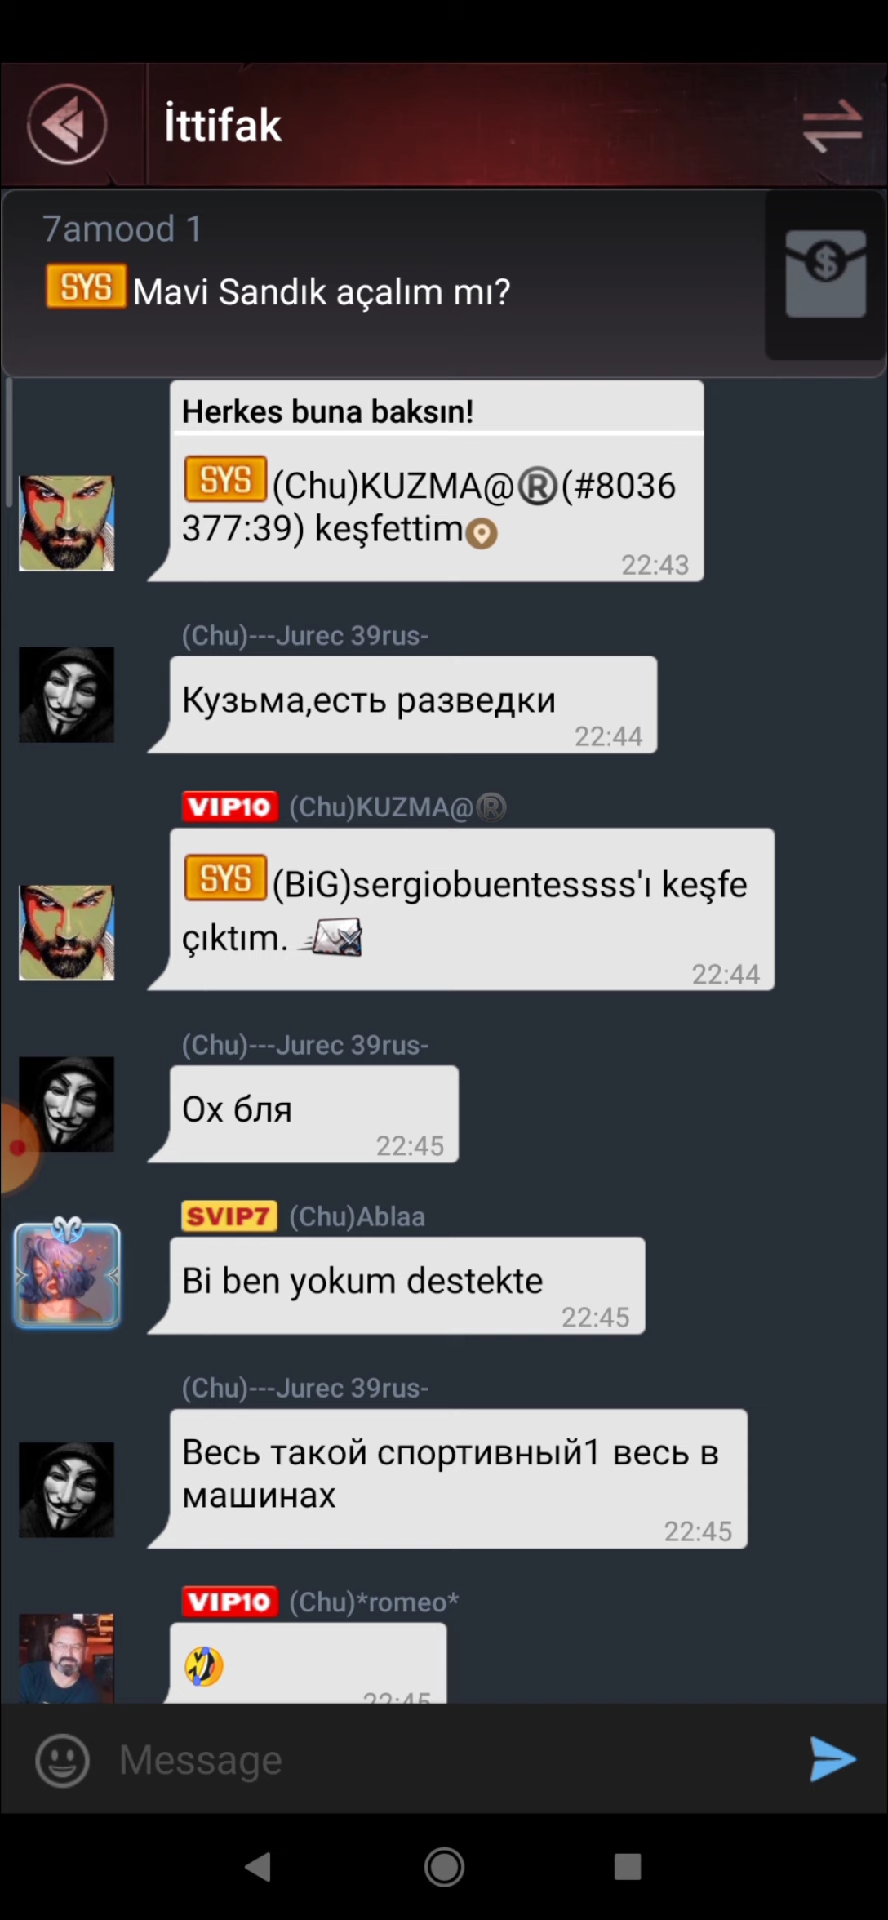 İttifak
7amood 1
SYS Mavi Sandık açalım mı?
Herkes buna baksın!
SYS (Chu)KUZMA@®(#8036
377:39) keşfettim
22:43
(Chu)---Jurec 39rus-
Кузьма,есть разведки
22:44
VIP10 (Chu)KUZMA@®
SYS (BiG)sergiobuentessss'ı keşfe
çıktım.
22:44
(Chu)---Jurec 39rus-
Ох бля
22:45
SVIP7 (Chu)Ablaa
Bi ben yokum destekte
22:45
(Chu)---Jurec 39rus-
Весь такой спортивный1 весь в
машинах
22:45
VIP10 (Chu)*romeo*
🤣
22:45
Message